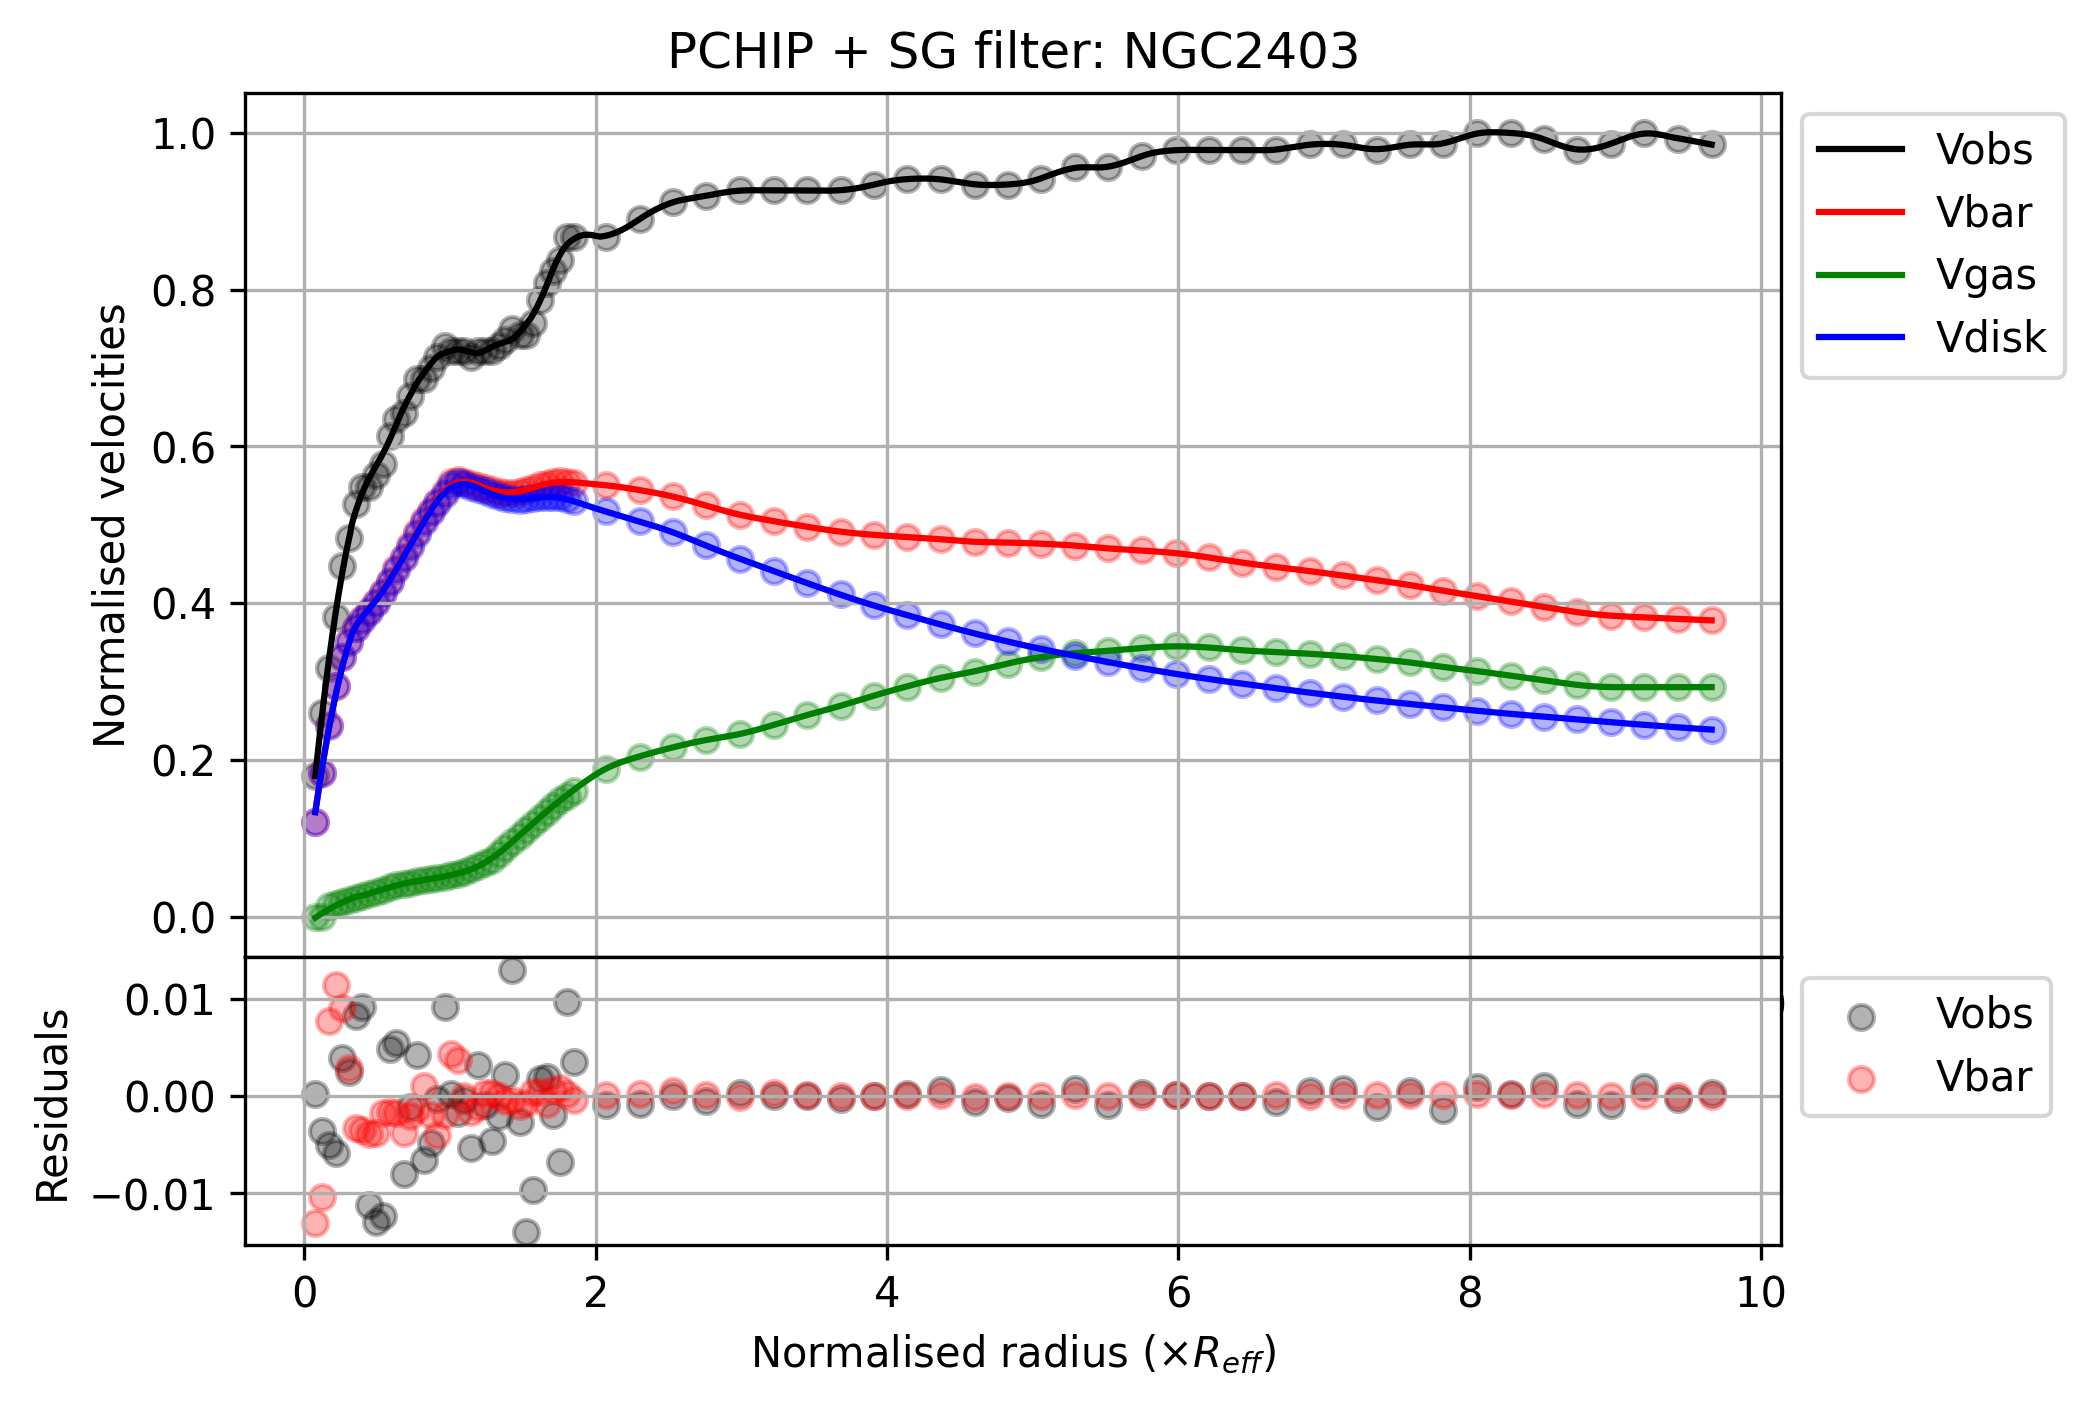 PCHIP + SG filter: NGC2403
1.0
0.8
0.6
0.4
0.2
0.0
Normalised velocities
Vobs
Vbar
Vgas
Vdisk
0.01
0.00
−0.01
Residuals
Vobs
Vbar
0 2 4 6 8 10
Normalised radius (×R_eff)